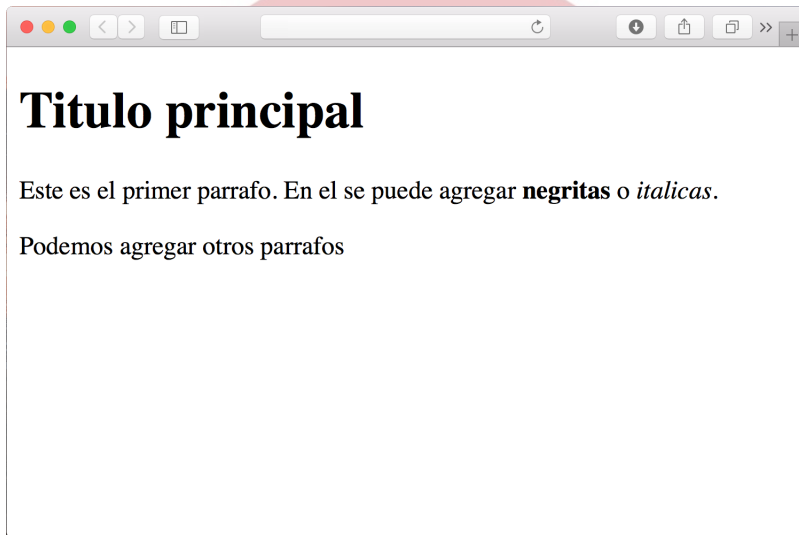 Titulo principal
Este es el primer parrafo. En el se puede agregar negritas o italicas.
Podemos agregar otros parrafos